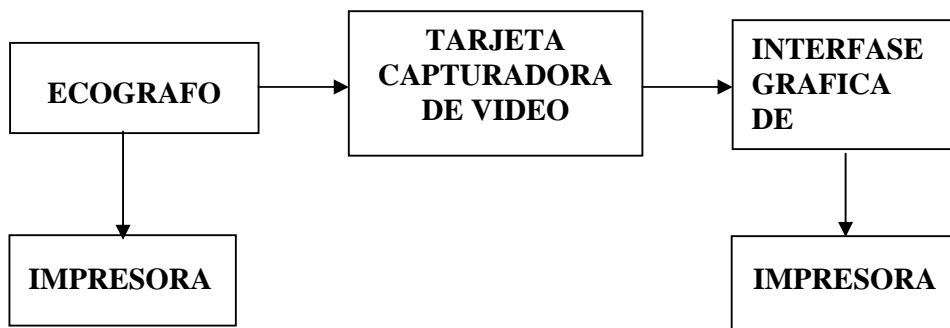 ECOGRAFO
TARJETA
CAPTURADORA
DE VIDEO
INTERFASE
GRAFICA
DE
IMPRESORA
IMPRESORA